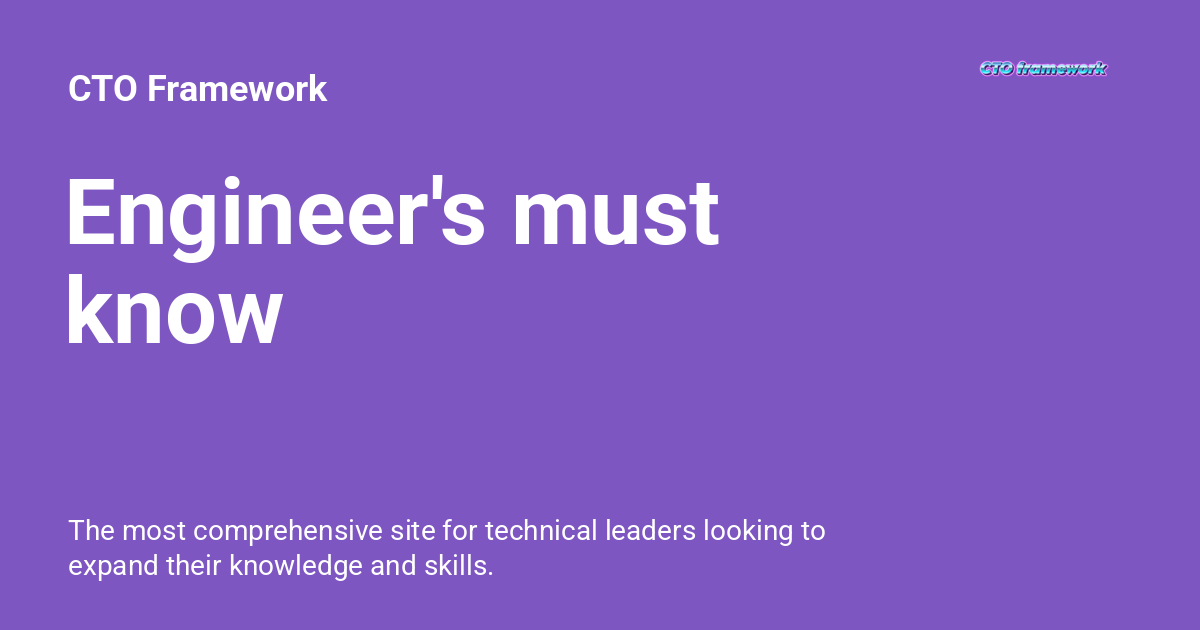 CTO Framework
CTO framework
Engineer's must
know
The most comprehensive site for technical leaders looking to
expand their knowledge and skills.